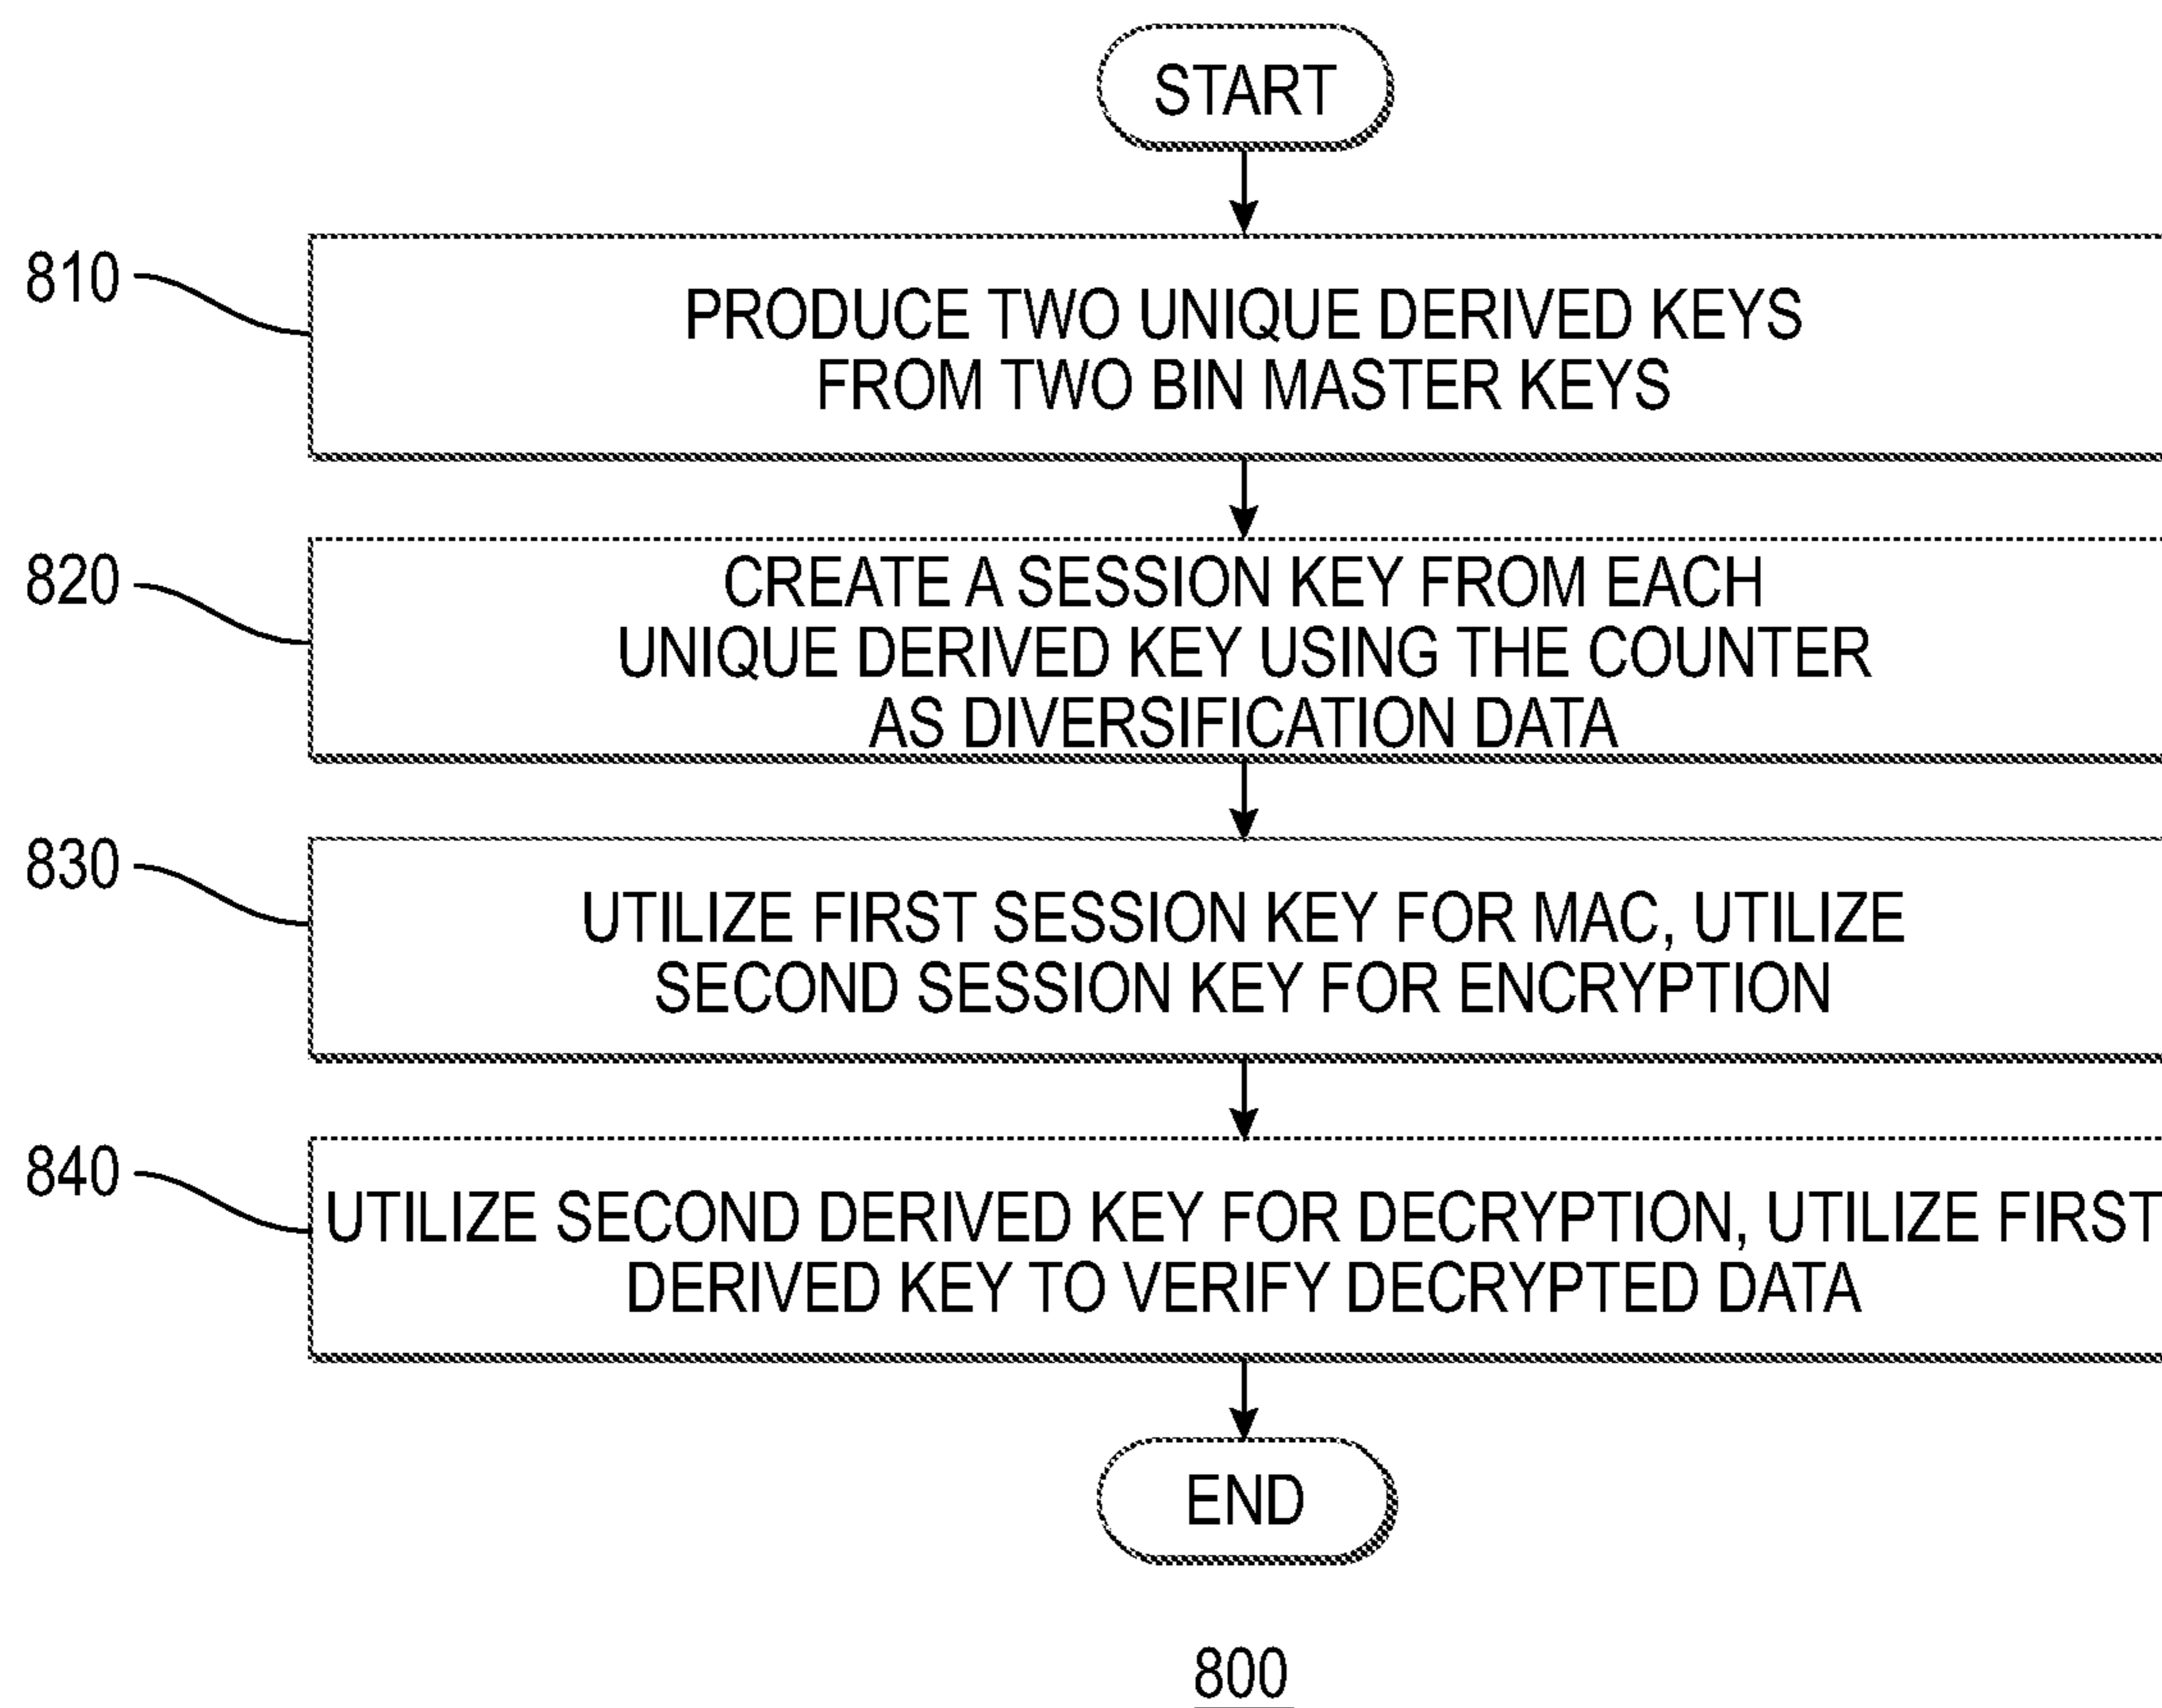 START
810
PRODUCE TWO UNIQUE DERIVED KEYS
FROM TWO BIN MASTER KEYS
820
CREATE A SESSION KEY FROM EACH
UNIQUE DERIVED KEY USING THE COUNTER
AS DIVERSIFICATION DATA
830
UTILIZE FIRST SESSION KEY FOR MAC, UTILIZE
SECOND SESSION KEY FOR ENCRYPTION
840
UTILIZE SECOND DERIVED KEY FOR DECRYPTION, UTILIZE FIRST
DERIVED KEY TO VERIFY DECRYPTED DATA
END
800